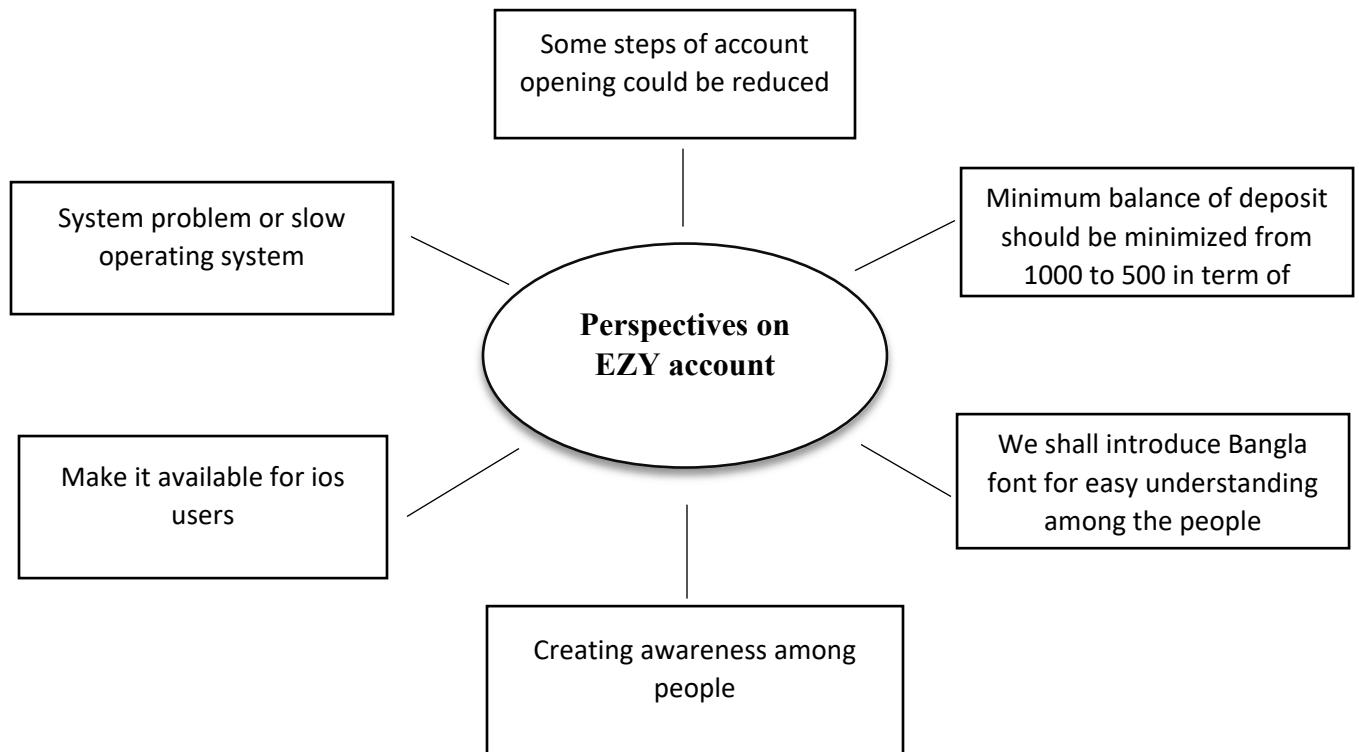 Some steps of account
opening could be reduced
System problem or slow
operating system
Minimum balance of deposit
should be minimized from
1000 to 500 in term of
Perspectives on
EZY account
Make it available for ios
users
We shall introduce Bangla
font for easy understanding
among the people
Creating awareness among
people